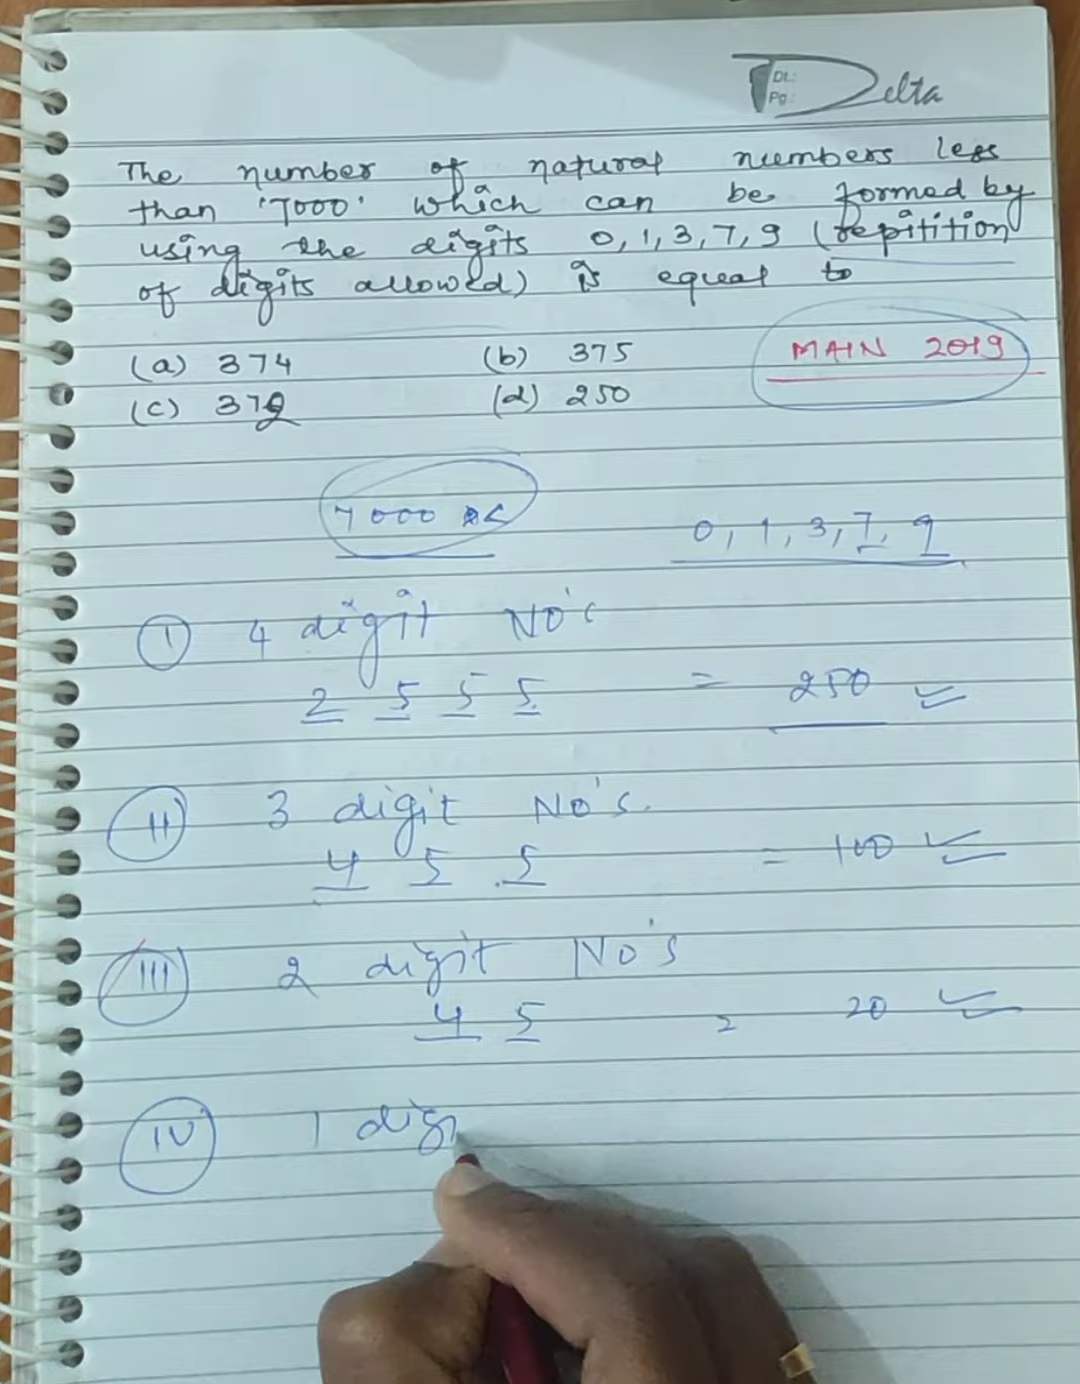 Dt.:
Pg.:
Delta
The number of natural numbers less
than '7000' which can be formed by
using the digits 0, 1, 3, 7, 9 (repitition
of digits allowed) is equal to
(a) 374 (b) 375 MAIN 2019
(c) 372 (d) 250
7000 <
0, 1, 3, 7, 9
I 4 digit NO's
2 5 5 5 = 250
II 3 digit NO's.
4 5 5 = 100
III 2 digit NO's
4 5 = 20
IV 1 digi